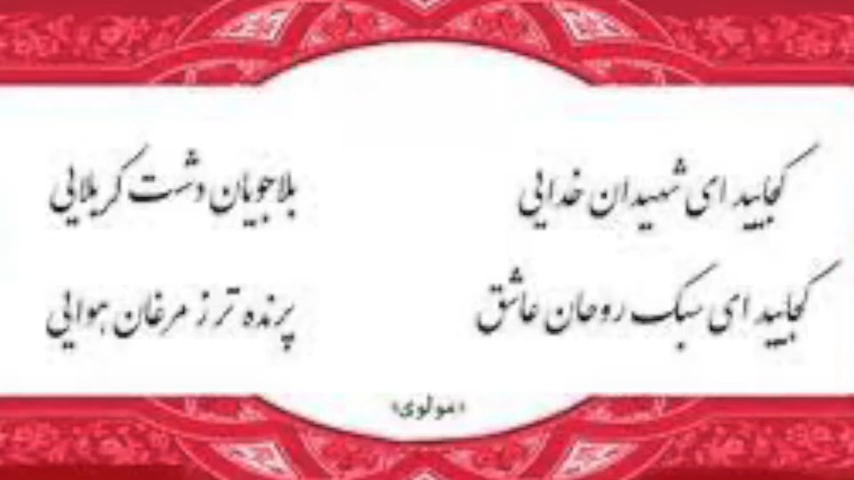 کجایید ای شهیدان خدایی بلاجویان دشت کربلایی
کجایید ای سبک روحان عاشق پرنده تر ز مرغان هوایی
«مولوی»